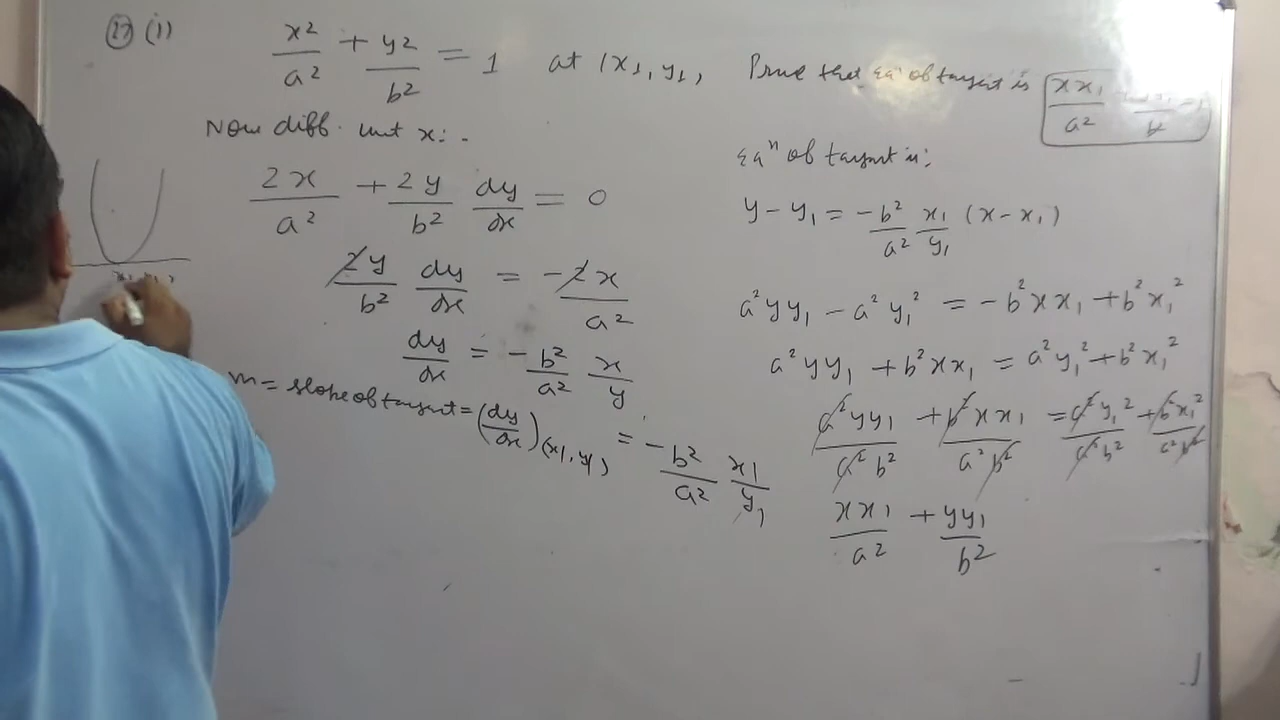 27 (i) x²/a² + y²/b² = 1 at (x₁, y₁), Prove that Eqⁿ of tangent is xx₁/a²
Now diff. w.r.t x:-
2x/a² + 2y/b² dy/dx = 0
2y/b² dy/dx = -2x/a²
dy/dx = -b²/a² x/y
m = slope of tangent = (dy/dx)(x₁, y₁) = -b²/a² x₁/y₁
Eqⁿ of tangent is:
y - y₁ = -b²/a² x₁/y₁ (x - x₁)
a²yy₁ - a²y₁² = -b²xx₁ + b²x₁²
a²yy₁ + b²xx₁ = a²y₁² + b²x₁²
a²yy₁/a²b² + b²xx₁/a²b² = a²y₁²/a²b² + b²x₁²/a²b²
xx₁/a² + yy₁/b²